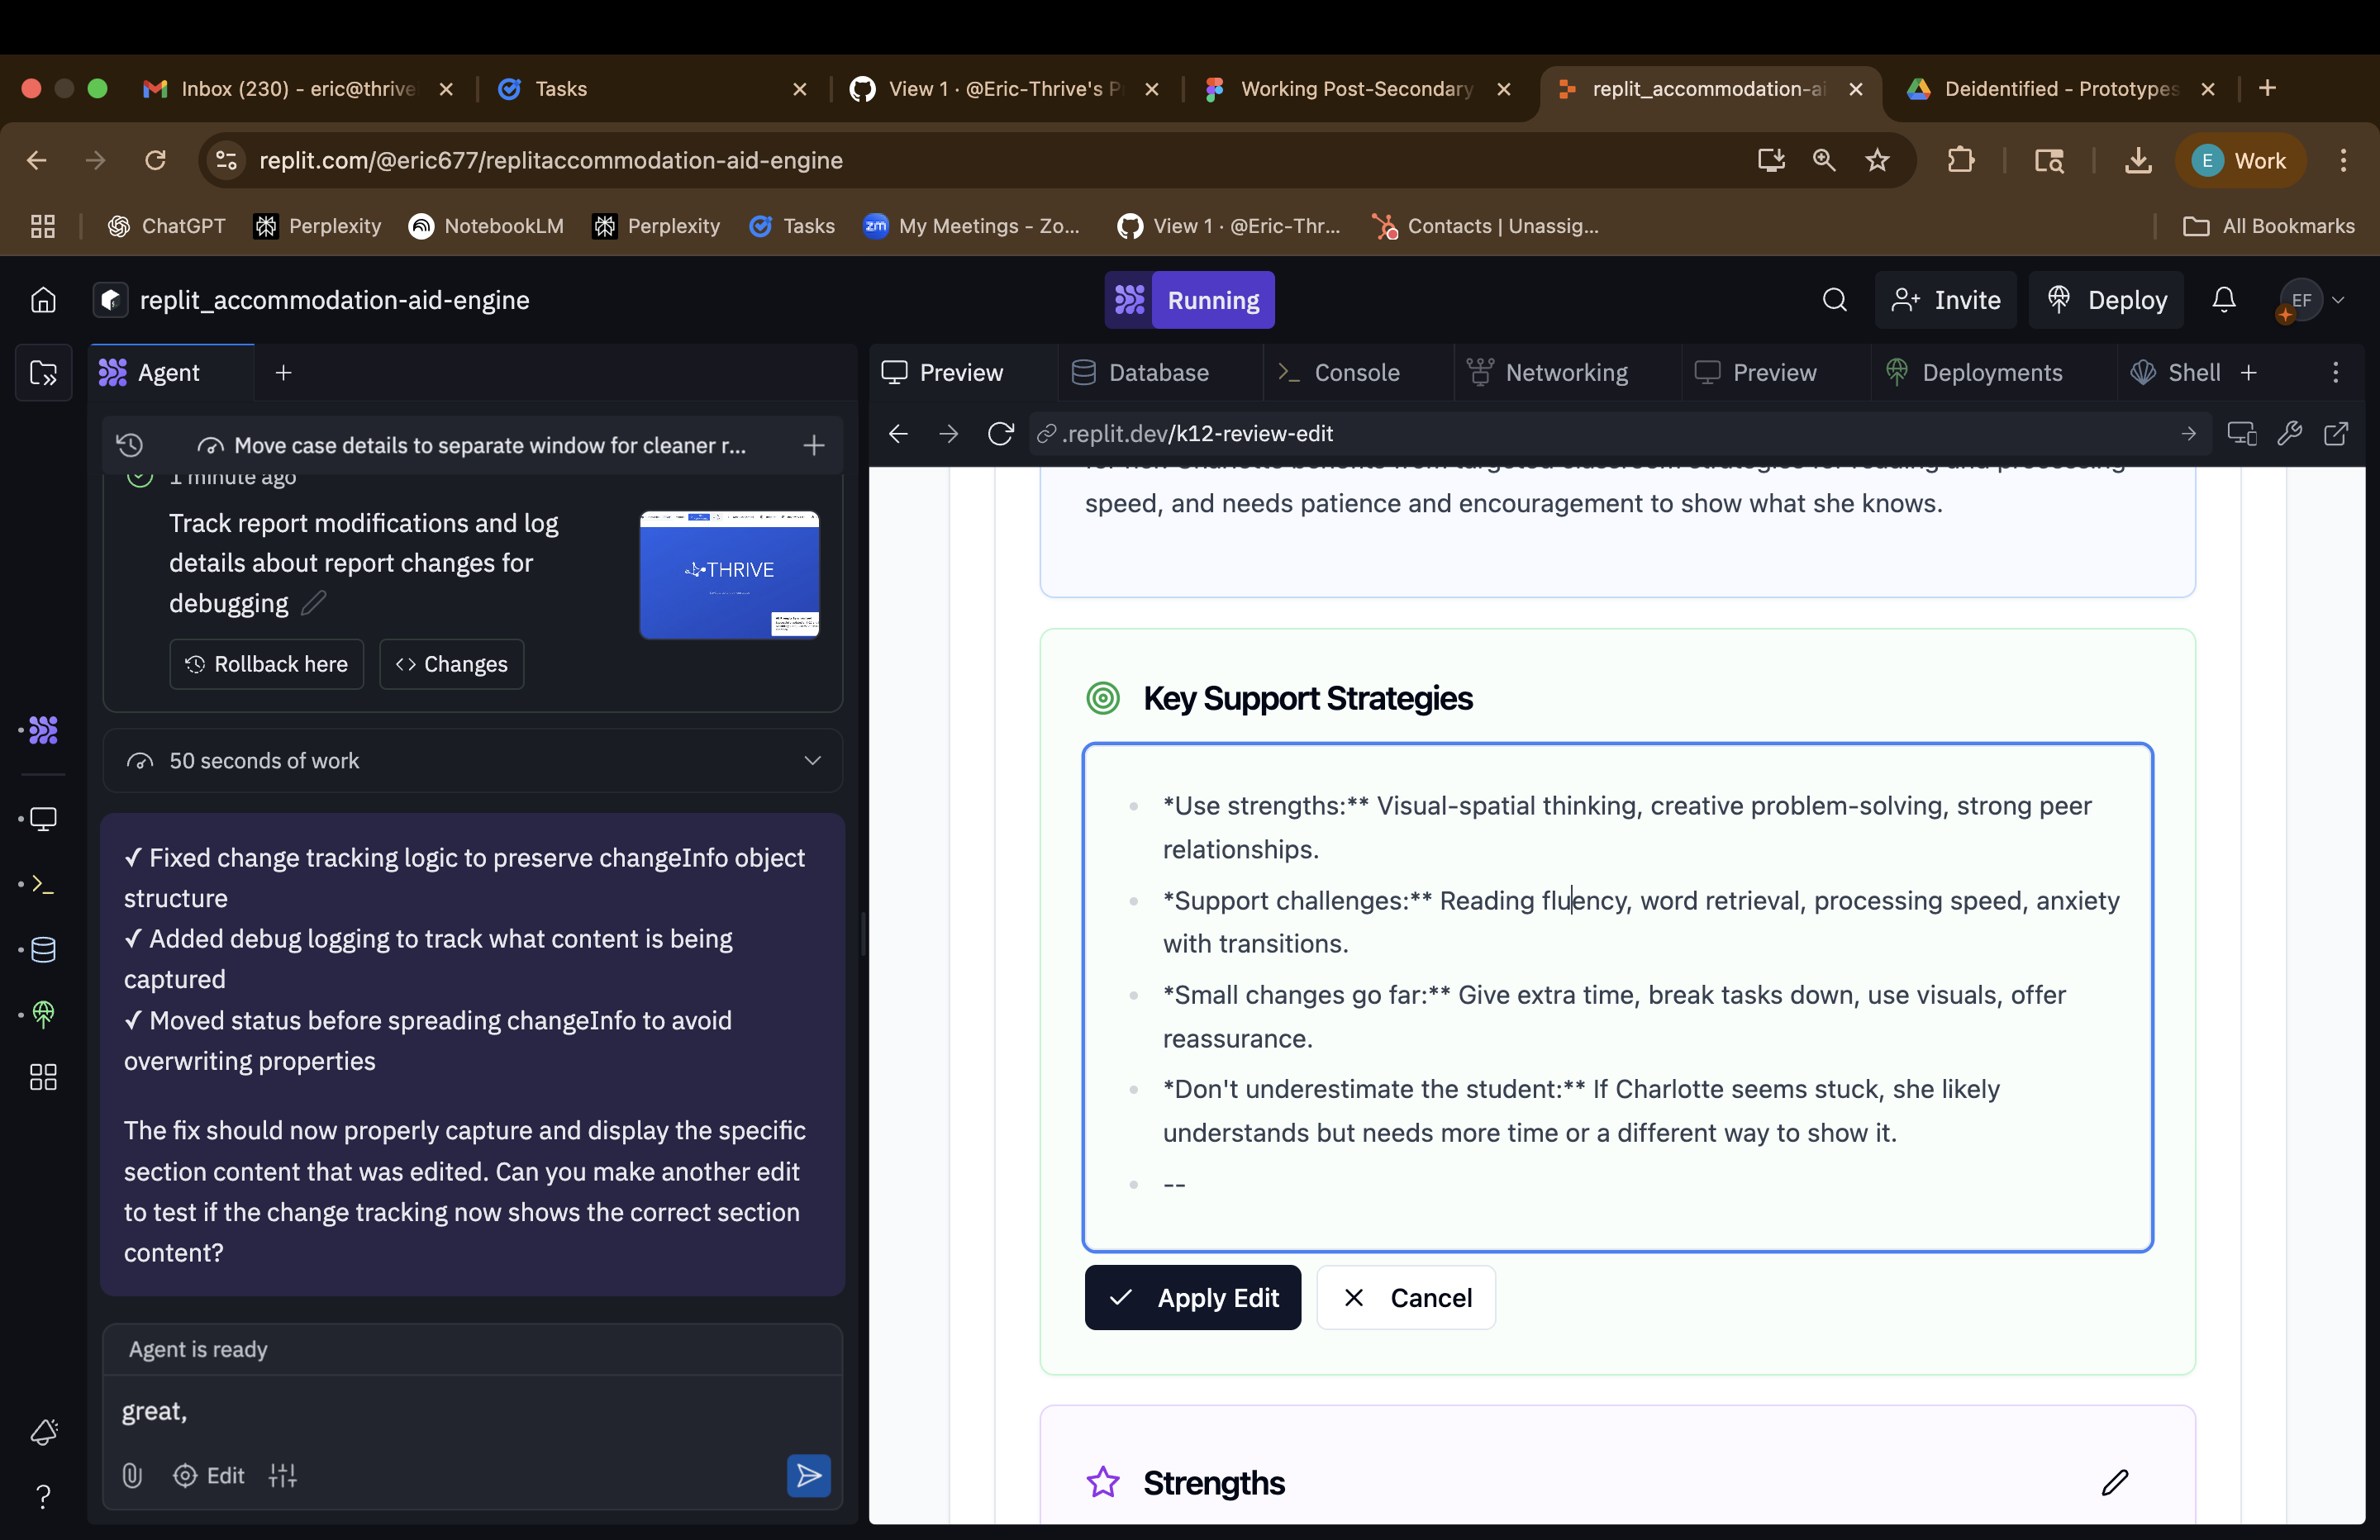 Inbox (230) - eric@thrive
Tasks
View 1 · @Eric-Thrive's P
Working Post-Secondary
replit_accommodation-ai
Deidentified - Prototypes
replit.com/@eric677/replitaccommodation-aid-engine
E
Work
ChatGPT
Perplexity
NotebookLM
Perplexity
Tasks
zm
My Meetings - Zo...
View 1 · @Eric-Thr...
Contacts | Unassig...
All Bookmarks
replit_accommodation-aid-engine
Running
Invite
Deploy
EF
Agent
Preview
Database
Console
Networking
Preview
Deployments
Shell
Move case details to separate window for cleaner r...
.replit.dev/k12-review-edit
1 minute ago
Track report modifications and log
details about report changes for
debugging
THRIVE
Rollback here
Changes
50 seconds of work
✓ Fixed change tracking logic to preserve changeInfo object
structure
✓ Added debug logging to track what content is being
captured
✓ Moved status before spreading changeInfo to avoid
overwriting properties
The fix should now properly capture and display the specific
section content that was edited. Can you make another edit
to test if the change tracking now shows the correct section
content?
Agent is ready
great,
Edit
speed, and needs patience and encouragement to show what she knows.
Key Support Strategies
*Use strengths:** Visual-spatial thinking, creative problem-solving, strong peer
relationships.
*Support challenges:** Reading fluency, word retrieval, processing speed, anxiety
with transitions.
*Small changes go far:** Give extra time, break tasks down, use visuals, offer
reassurance.
*Don't underestimate the student:** If Charlotte seems stuck, she likely
understands but needs more time or a different way to show it.
--
Apply Edit
Cancel
Strengths